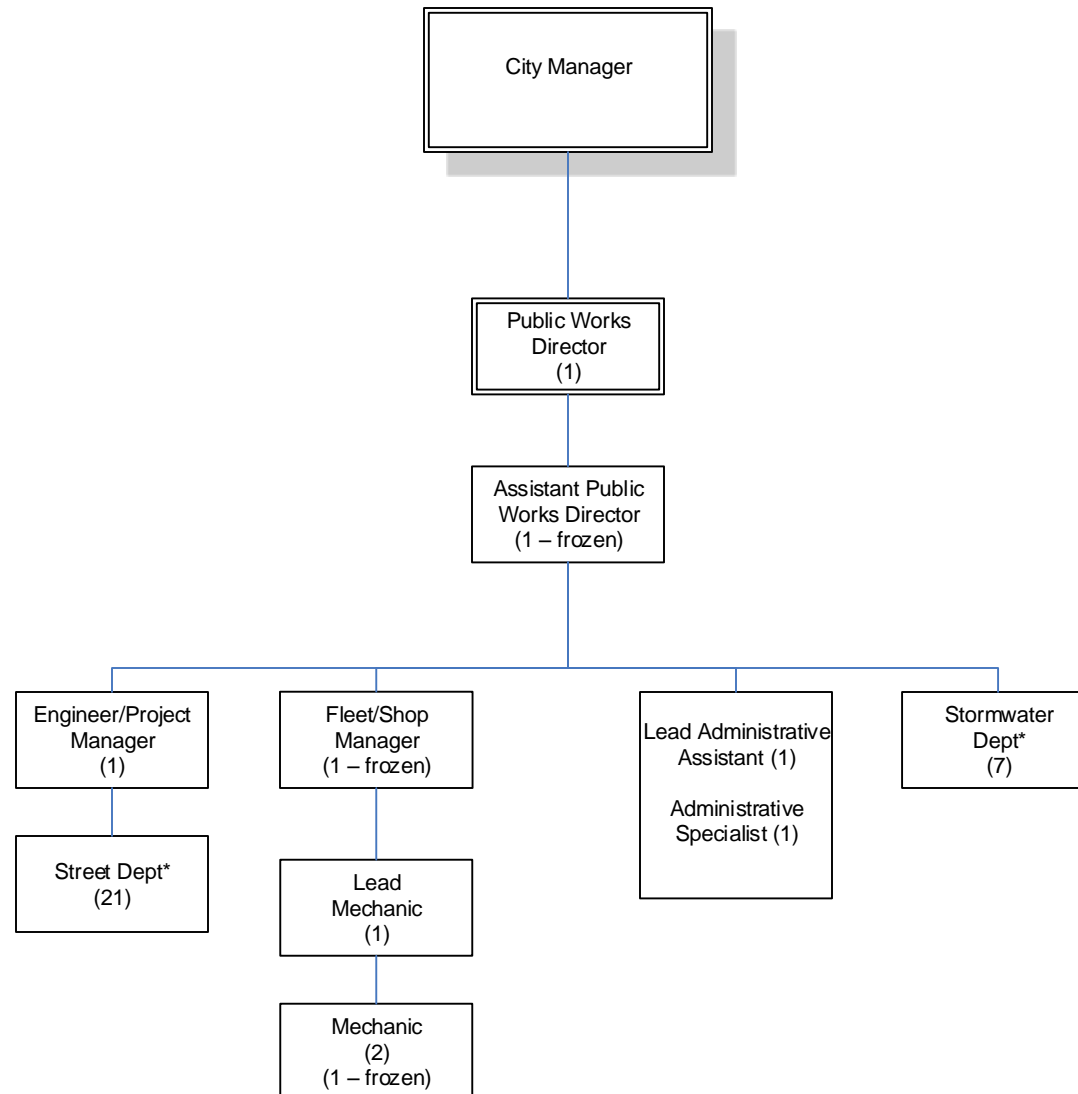 City Manager
Public Works
Director
(1)
Assistant Public
Works Director
(1 – frozen)
Engineer/Project
Manager
(1)
Street Dept*
(21)
Fleet/Shop
Manager
(1 – frozen)
Lead
Mechanic
(1)
Mechanic
(2)
(1 – frozen)
Lead Administrative
Assistant (1)
Administrative
Specialist (1)
Stormwater
Dept*
(7)